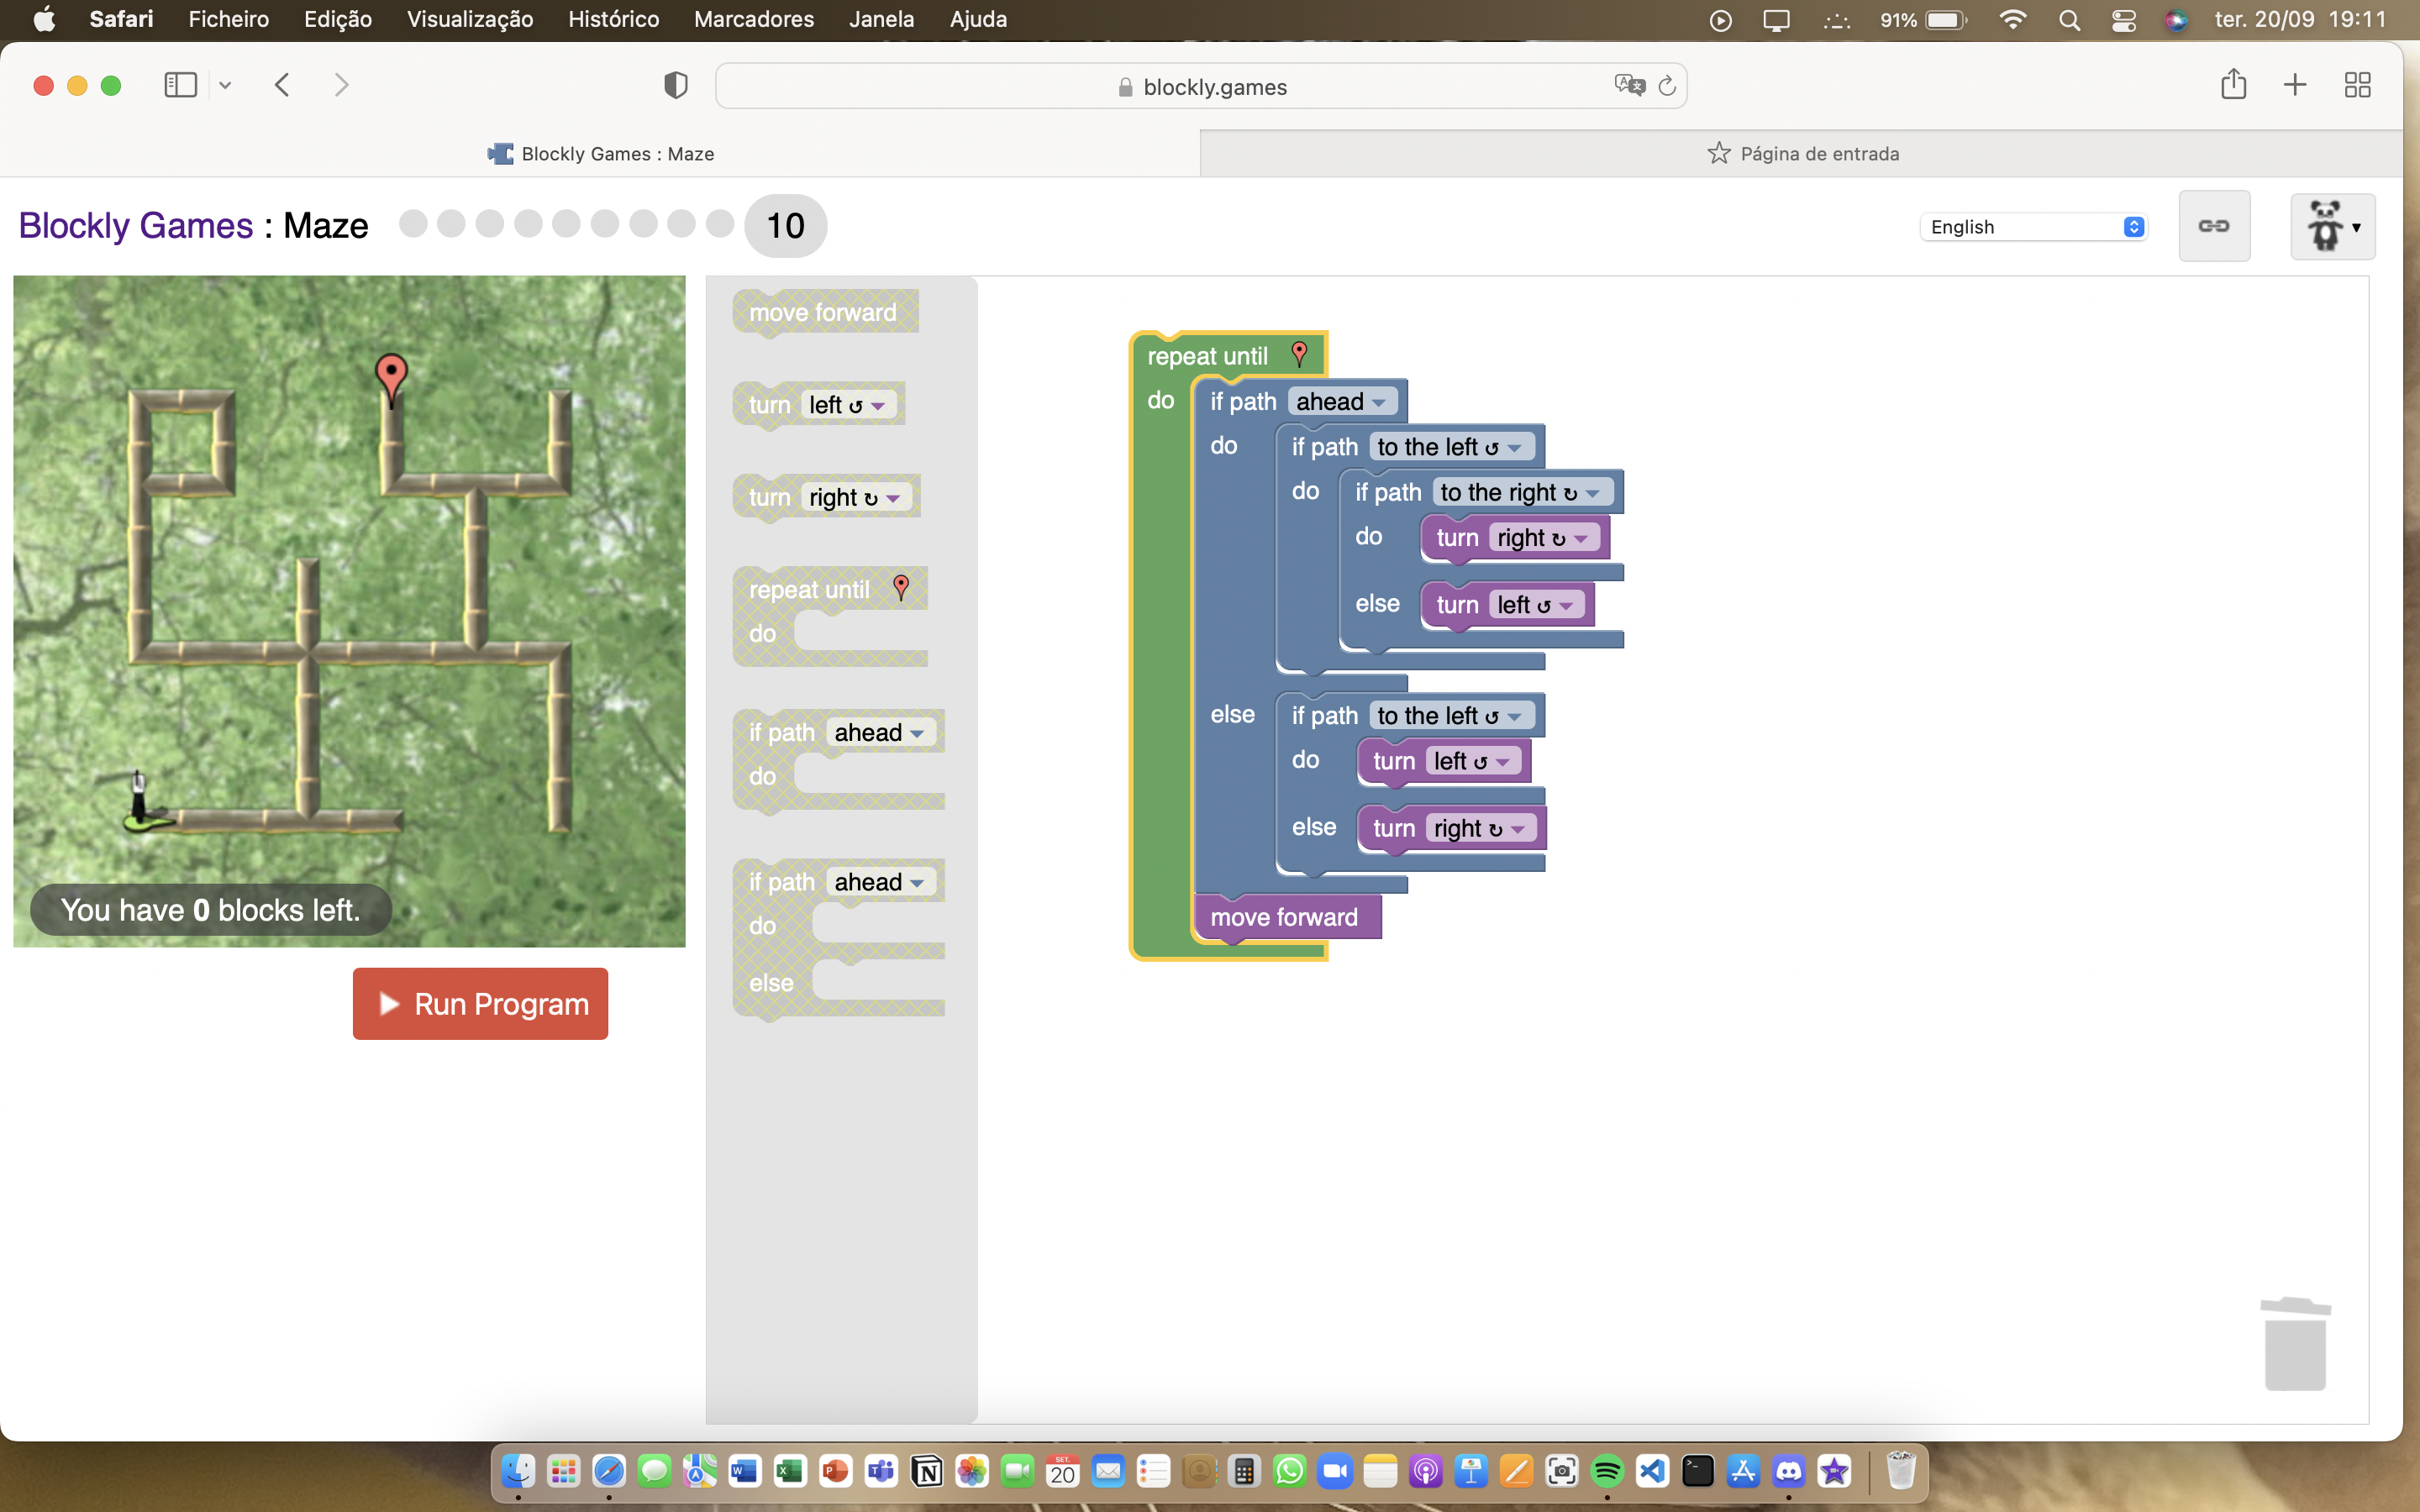 Safari Ficheiro Edição Visualização Histórico Marcadores Janela Ajuda 91% ter. 20/09 19:11
blockly.games
Blockly Games : Maze
Página de entrada
Blockly Games : Maze 10 English
move forward
turn left ↺
turn right ↻
repeat until
do
if path ahead
do
if path ahead
do
else
repeat until
do if path ahead
do if path to the left ↺
do if path to the right ↻
do turn right ↻
else turn left ↺
else if path to the left ↺
do turn left ↺
else turn right ↻
move forward
You have 0 blocks left.
Run Program
SET.
20